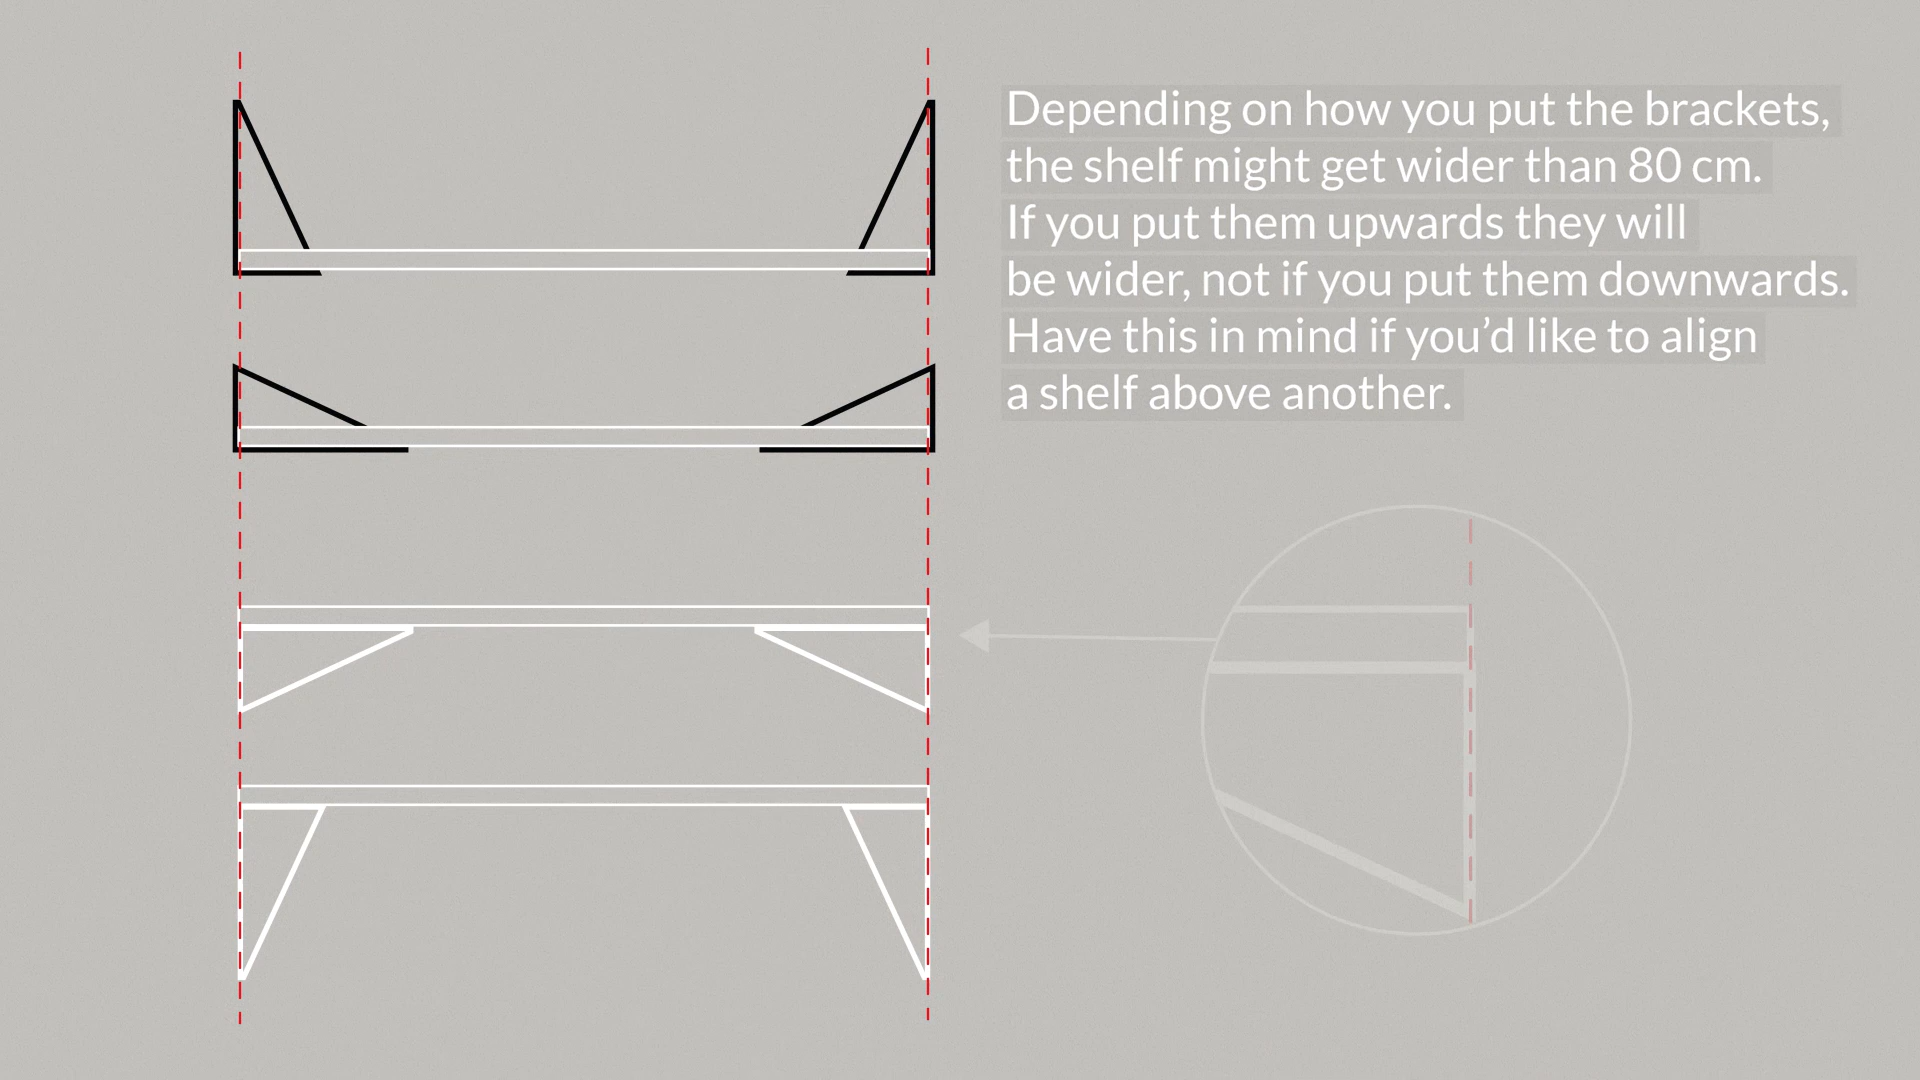 Depending on how you put the brackets,
the shelf might get wider than 80 cm.
If you put them upwards they will
be wider, not if you put them downwards.
Have this in mind if you’d like to align
a shelf above another.